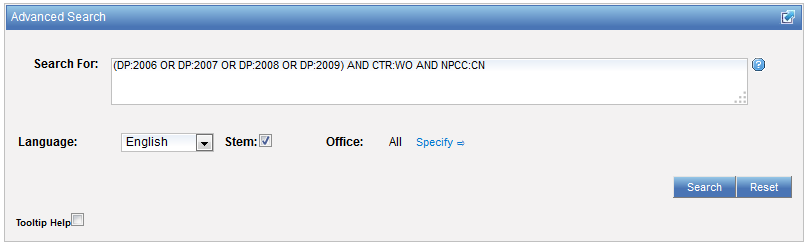 Advanced Search
Search For: (DP:2006 OR DP:2007 OR DP:2008 OR DP:2009) AND CTR:WO AND NPCC:CN ?
Language: English Stem: Office: All Specify ⇨
Search Reset
Tooltip Help